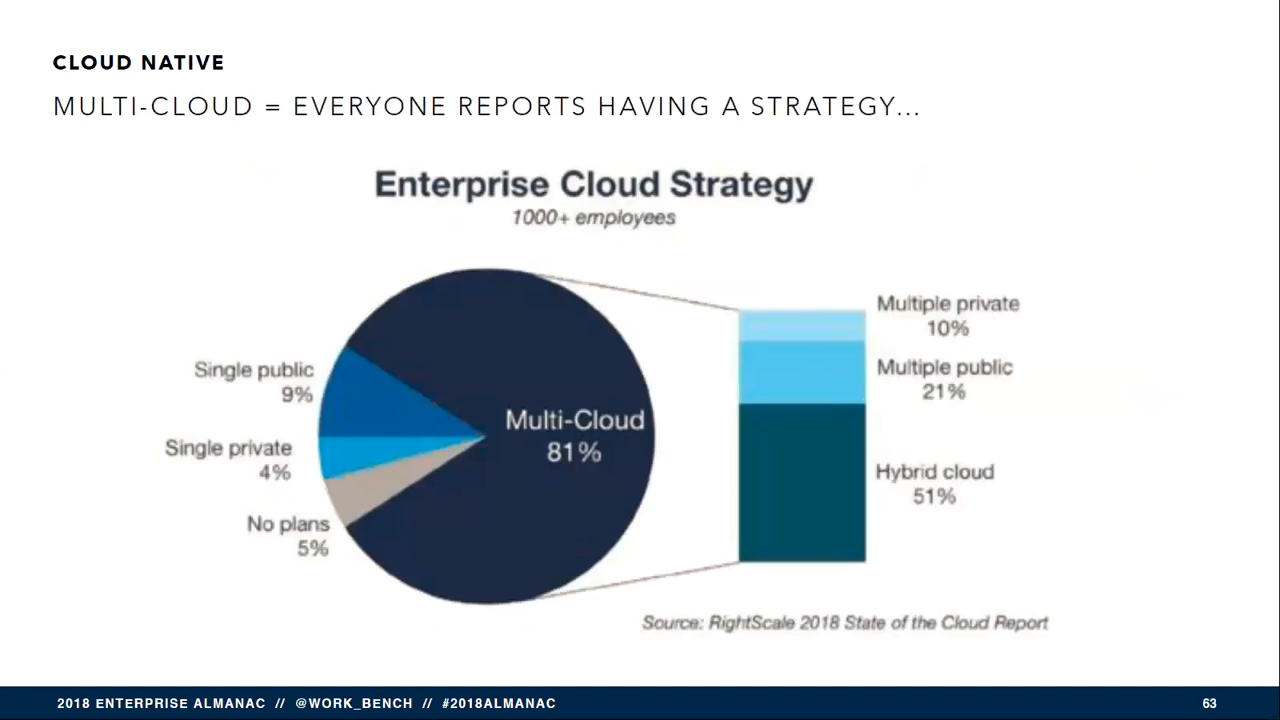 CLOUD NATIVE
MULTI-CLOUD = EVERYONE REPORTS HAVING A STRATEGY...
Enterprise Cloud Strategy
1000+ employees
Single public
9%
Single private
4%
No plans
5%
Multi-Cloud
81%
Multiple private
10%
Multiple public
21%
Hybrid cloud
51%
Source: RightScale 2018 State of the Cloud Report
2018 ENTERPRISE ALMANAC // @WORK_BENCH // #2018ALMANAC
63